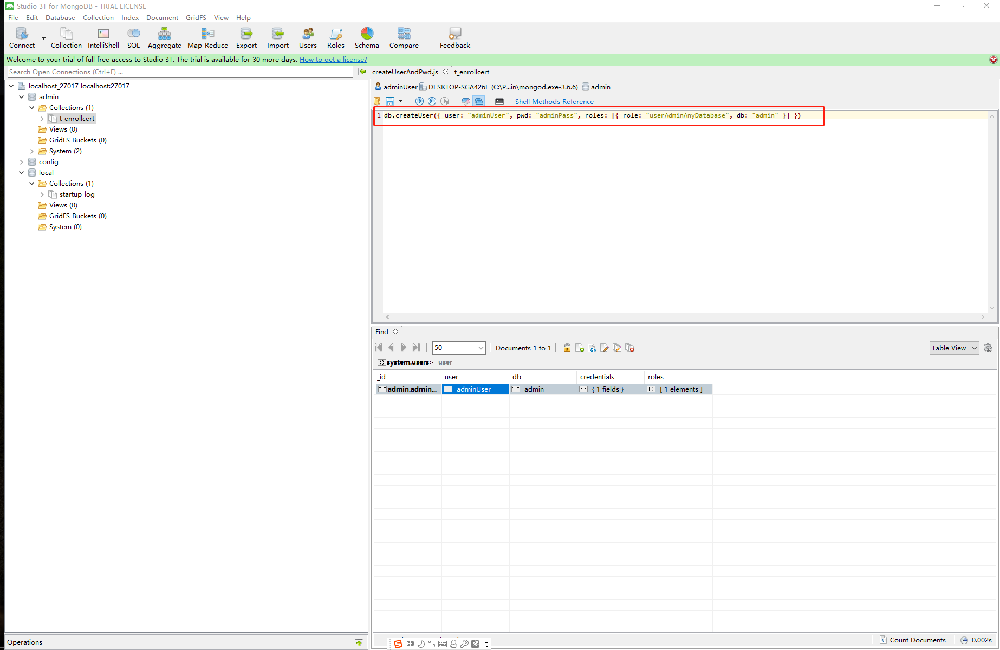 Studio 3T for MongoDB - TRIAL LICENSE
File Edit Database Collection Index Document GridFS View Help
Connect Collection IntelliShell SQL Aggregate Map-Reduce Export Import Users Roles Schema Compare Feedback
Welcome to your trial of full free access to Studio 3T. The trial is available for 30 more days. How to get a license?
Search Open Connections (Ctrl+F) ...
localhost_27017 localhost:27017
admin
Collections (1)
t_enrollcert
Views (0)
GridFS Buckets (0)
System (2)
config
local
Collections (1)
startup_log
Views (0)
GridFS Buckets (0)
System (0)
Operations
createUserAndPwd.js t_enrollcert
adminUser DESKTOP-SGA426E (C:\P...in\mongod.exe-3.6.6) admin
Shell Methods Reference
1 db.createUser({ user: "adminUser", pwd: "adminPass", roles: [{ role: "userAdminAnyDatabase", db: "admin" }] })
Find
50 Documents 1 to 1 Table View
system.users> user
_id user db credentials roles
admin.admin... adminUser admin { 1 fields } [ 1 elements ]
中
Count Documents 0.002s